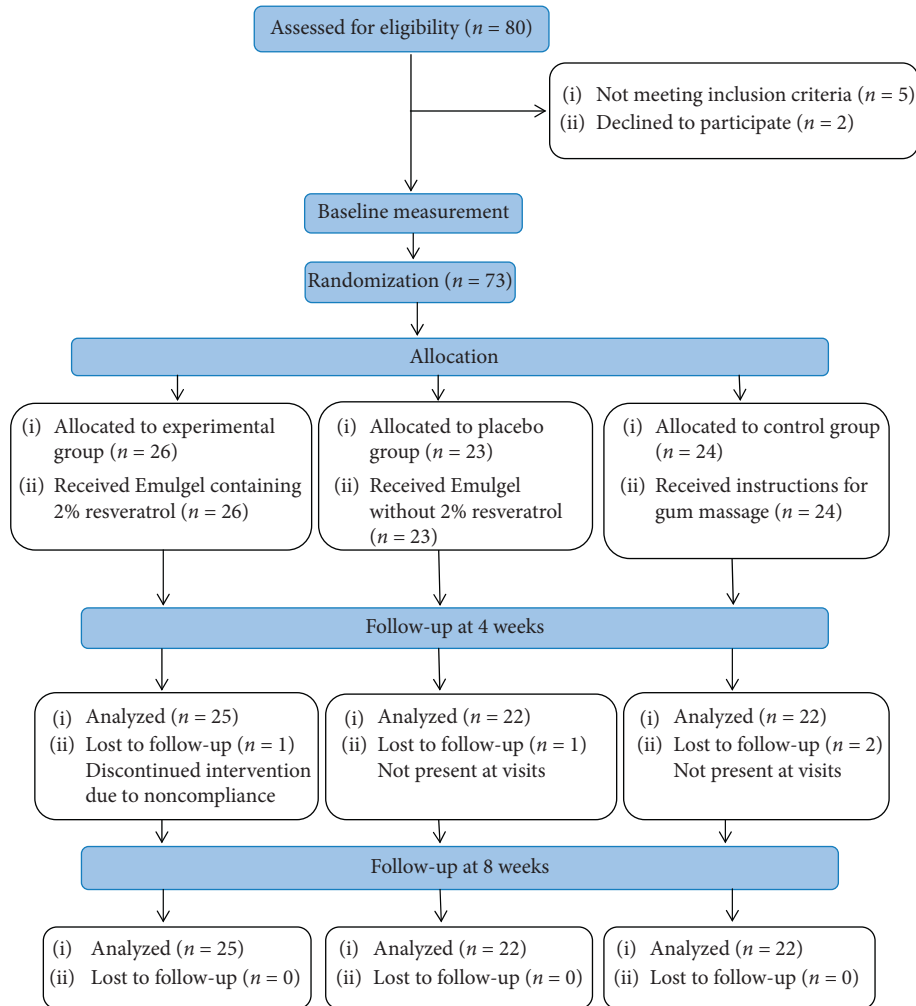 Assessed for eligibility (n = 80)
(i) Not meeting inclusion criteria (n = 5)
(ii) Declined to participate (n = 2)
Baseline measurement
Randomization (n = 73)
Allocation
(i) Allocated to experimental
group (n = 26)
(ii) Received Emulgel containing
2% resveratrol (n = 26)
(i) Allocated to placebo
group (n = 23)
(ii) Received Emulgel
without 2% resveratrol
(n = 23)
(i) Allocated to control group
(n = 24)
(ii) Received instructions for
gum massage (n = 24)
Follow-up at 4 weeks
(i) Analyzed (n = 25)
(ii) Lost to follow-up (n = 1)
Discontinued intervention
due to noncompliance
(i) Analyzed (n = 22)
(ii) Lost to follow-up (n = 1)
Not present at visits
(i) Analyzed (n = 22)
(ii) Lost to follow-up (n = 2)
Not present at visits
Follow-up at 8 weeks
(i) Analyzed (n = 25)
(ii) Lost to follow-up (n = 0)
(i) Analyzed (n = 22)
(ii) Lost to follow-up (n = 0)
(i) Analyzed (n = 22)
(ii) Lost to follow-up (n = 0)